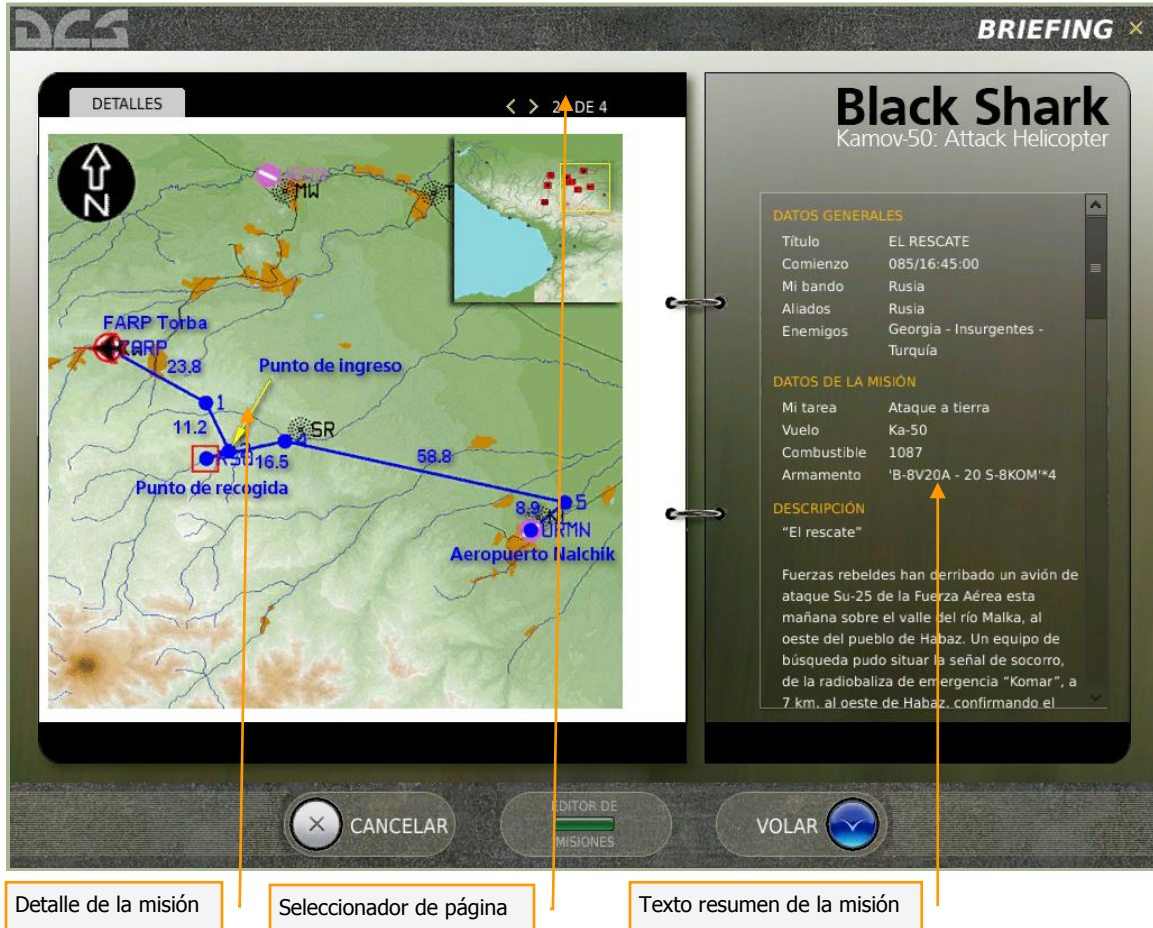 DCS
BRIEFING
DETALLES
< > 2 DE 4
N
MW
FARP Torba
23.8
1
11.2
Punto de ingreso
SR
4
16.5
58.8
Punto de recogida
5
8.9
URMN
Aeropuerto Nalchik
Black Shark
Kamov-50: Attack Helicopter
DATOS GENERALES
Título EL RESCATE
Comienzo 085/16:45:00
Mi bando Rusia
Aliados Rusia
Enemigos Georgia - Insurgentes -
Turquía
DATOS DE LA MISIÓN
Mi tarea Ataque a tierra
Vuelo Ka-50
Combustible 1087
Armamento 'B-8V20A - 20 S-8KOM'*4
DESCRIPCIÓN
“El rescate”
Fuerzas rebeldes han derribado un avión de
ataque Su-25 de la Fuerza Aérea esta
mañana sobre el valle del río Malka, al
oeste del pueblo de Habaz. Un equipo de
búsqueda pudo situar la señal de socorro,
de la radiobaliza de emergencia “Komar”, a
7 km. al oeste de Habaz, confirmando el
CANCELAR
EDITOR DE
MISIONES
VOLAR
Detalle de la misión
Seleccionador de página
Texto resumen de la misión